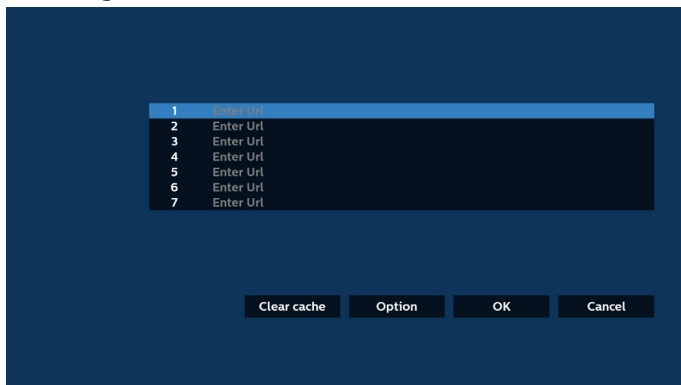 1 Enter Url
2 Enter Url
3 Enter Url
4 Enter Url
5 Enter Url
6 Enter Url
7 Enter Url
Clear cache Option OK Cancel